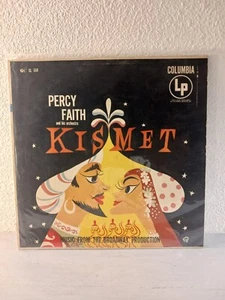 PERCY
FAITH
and his orchestra
COLUMBIA
LP
KISMET
MUSIC FROM THE BROADWAY PRODUCTION